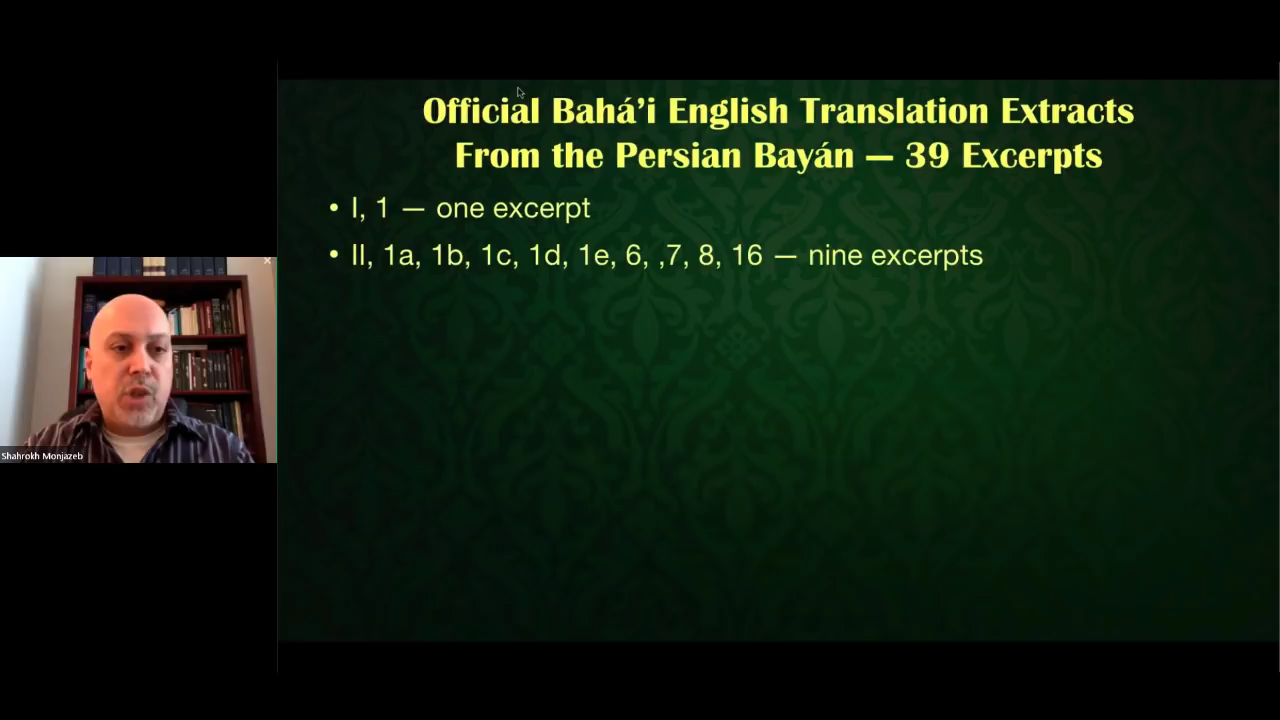 Official Bahá’i English Translation Extracts
From the Persian Bayán — 39 Excerpts
• I, 1 — one excerpt
• II, 1a, 1b, 1c, 1d, 1e, 6, ,7, 8, 16 — nine excerpts
Shahrokh Monjazeb